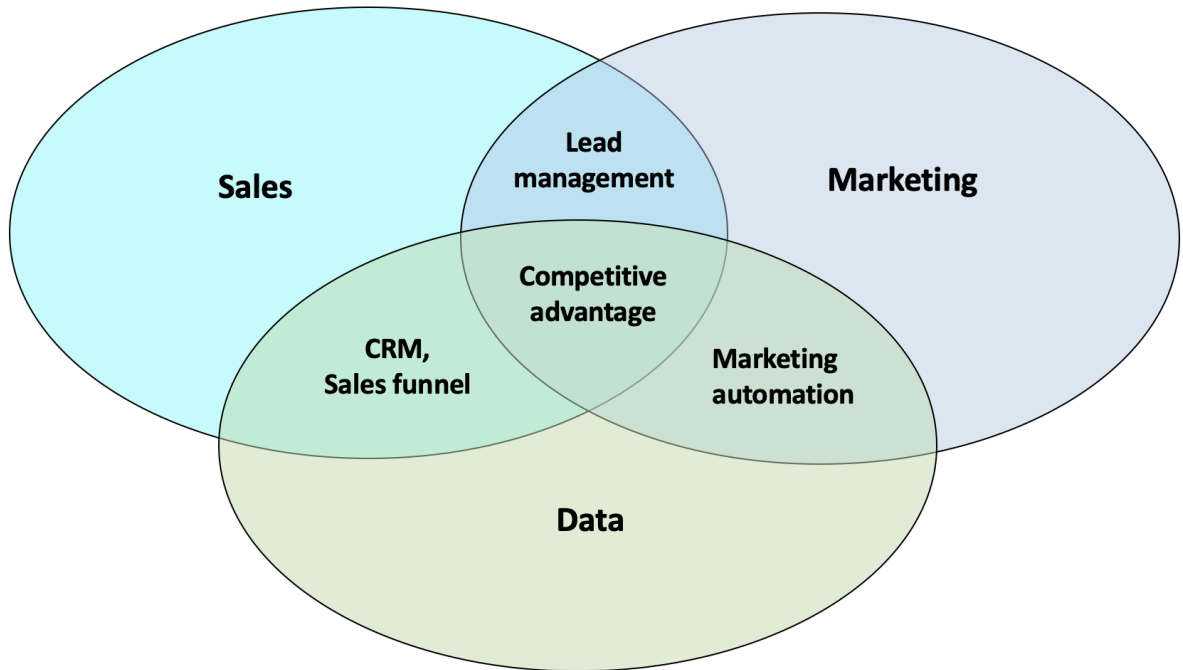 Sales
Lead
management
Marketing
Competitive
advantage
CRM,
Sales funnel
Marketing
automation
Data